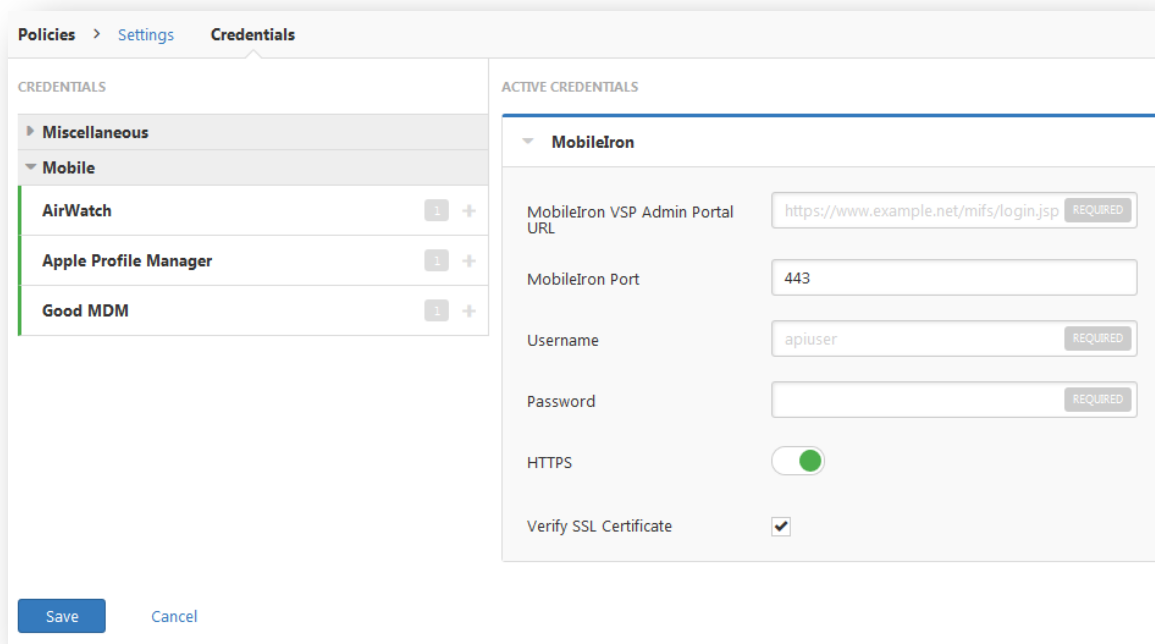 Policies > Settings Credentials
CREDENTIALS
Miscellaneous
Mobile
AirWatch 1 +
Apple Profile Manager 1 +
Good MDM 1 +
ACTIVE CREDENTIALS
MobileIron
MobileIron VSP Admin Portal
URL
https://www.example.net/mifs/login.jsp REQUIRED
MobileIron Port 443
Username apiuser REQUIRED
Password REQUIRED
HTTPS
Verify SSL Certificate
Save Cancel